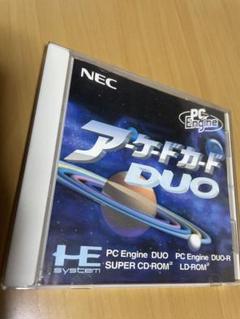 NEC
PC Engine
アーケードカード
DUO
HE system
PC Engine DUO PC Engine DUO-R
SUPER CD-ROM² LD-ROM²